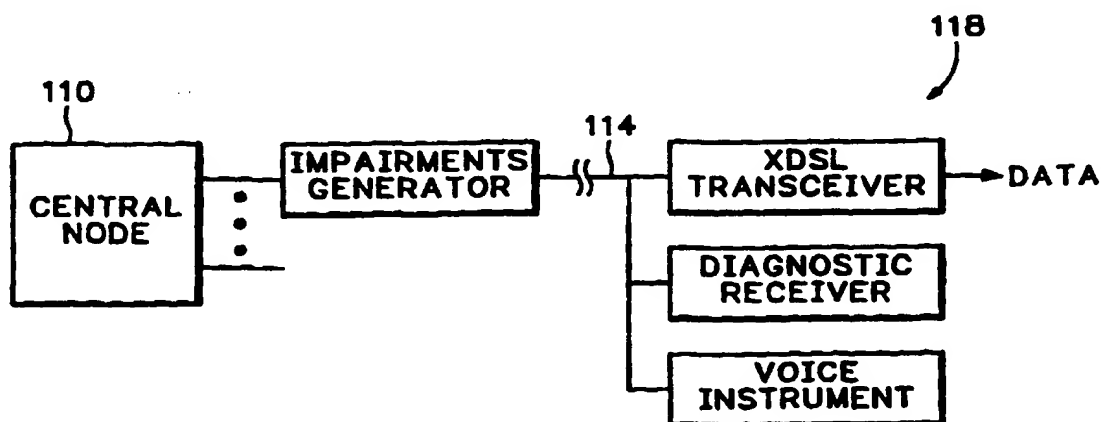 118
110
114
CENTRAL
NODE
IMPAIRMENTS
GENERATOR
XDSL
TRANSCEIVER
DATA
DIAGNOSTIC
RECEIVER
VOICE
INSTRUMENT